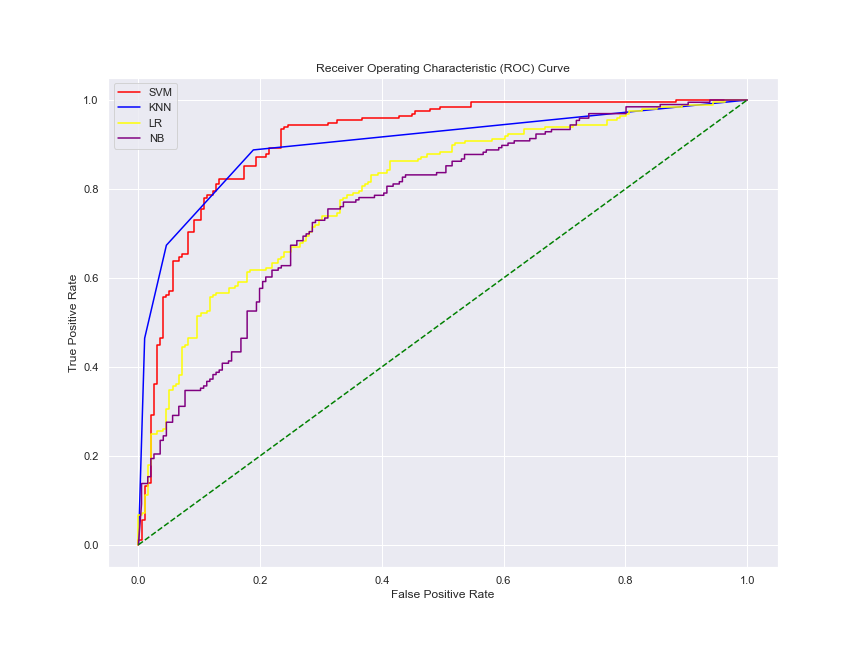 Receiver Operating Characteristic (ROC) Curve
SVM
KNN
LR
NB
1.0
0.8
0.6
0.4
0.2
0.0
True Positive Rate
0.0 0.2 0.4 0.6 0.8 1.0
False Positive Rate